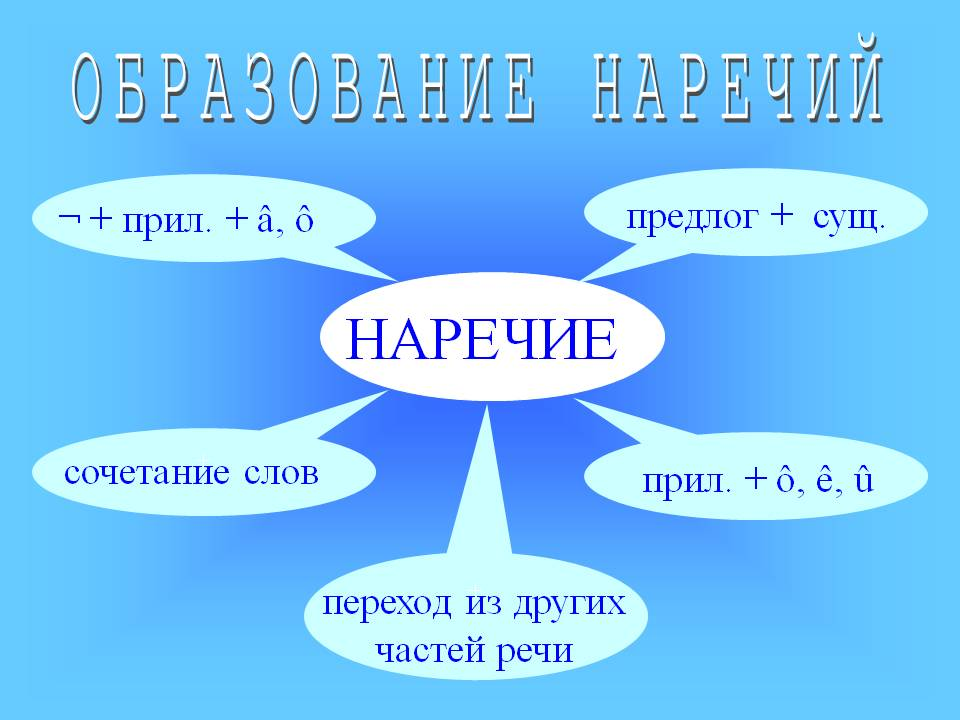 ОБРАЗОВАНИЕ НАРЕЧИЙ
¬ + прил. + â, ô
предлог + сущ.
НАРЕЧИЕ
сочетание слов
прил. + ô, ê, û
переход из других
частей речи